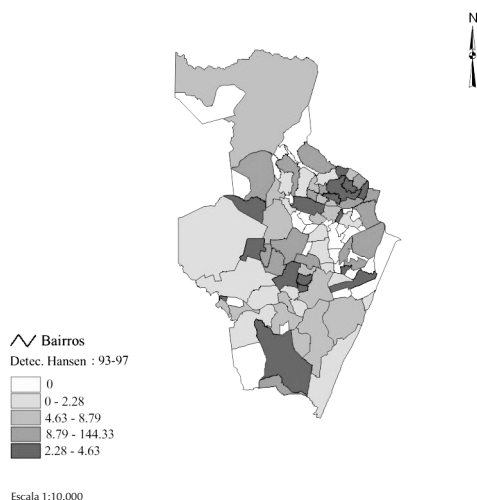 N
Bairros
Detec. Hansen : 93-97
0
0 - 2.28
4.63 - 8.79
8.79 - 144.33
2.28 - 4.63
Escala 1:10.000